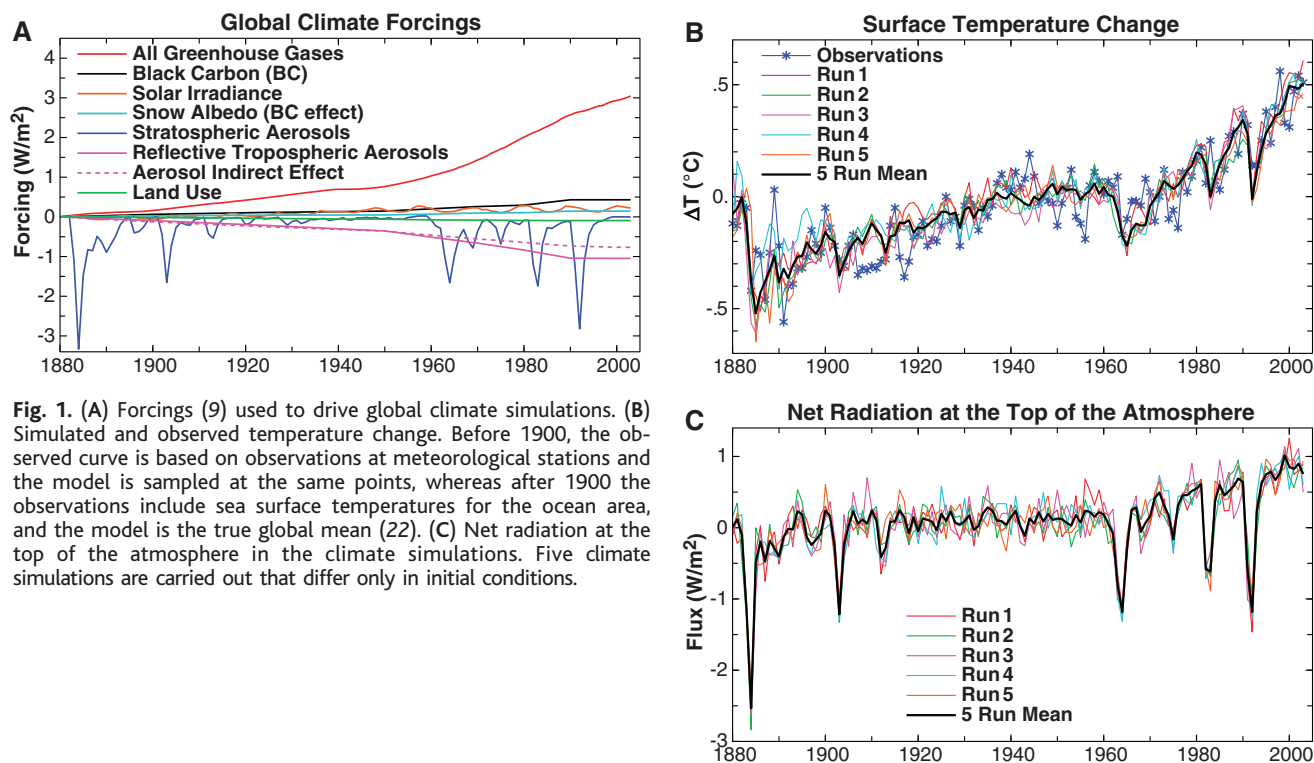 A
Global Climate Forcings
All Greenhouse Gases
Black Carbon (BC)
Solar Irradiance
Snow Albedo (BC effect)
Stratospheric Aerosols
Reflective Tropospheric Aerosols
Aerosol Indirect Effect
Land Use
Forcing (W/m²)
4
3
2
1
0
-1
-2
-3
1880 1900 1920 1940 1960 1980 2000
Fig. 1. (A) Forcings (9) used to drive global climate simulations. (B)
Simulated and observed temperature change. Before 1900, the ob-
served curve is based on observations at meteorological stations and
the model is sampled at the same points, whereas after 1900 the
observations include sea surface temperatures for the ocean area,
and the model is the true global mean (22). (C) Net radiation at the
top of the atmosphere in the climate simulations. Five climate
simulations are carried out that differ only in initial conditions.
B
Surface Temperature Change
Observations
Run 1
Run 2
Run 3
Run 4
Run 5
5 Run Mean
ΔT (°C)
.5
0.
-.5
1880 1900 1920 1940 1960 1980 2000
C
Net Radiation at the Top of the Atmosphere
Flux (W/m²)
1
0
-1
-2
-3
Run 1
Run 2
Run 3
Run 4
Run 5
5 Run Mean
1880 1900 1920 1940 1960 1980 2000